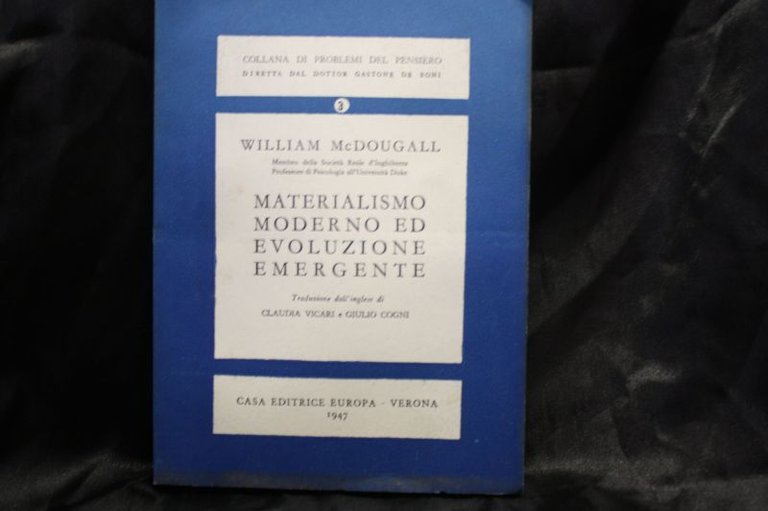 COLLANA DI PROBLEMI DEL PENSIERO
DIRETTA DAL DOTTOR GASTONE DE BONI
3
WILLIAM McDOUGALL
Membro della Società Reale d'Inghilterra
Professore di Psicologia all'Università Duke
MATERIALISMO
MODERNO ED
EVOLUZIONE
EMERGENTE
Traduzione dall'inglese di
CLAUDIA VICARI e GIULIO COGNI
CASA EDITRICE EUROPA - VERONA
1947